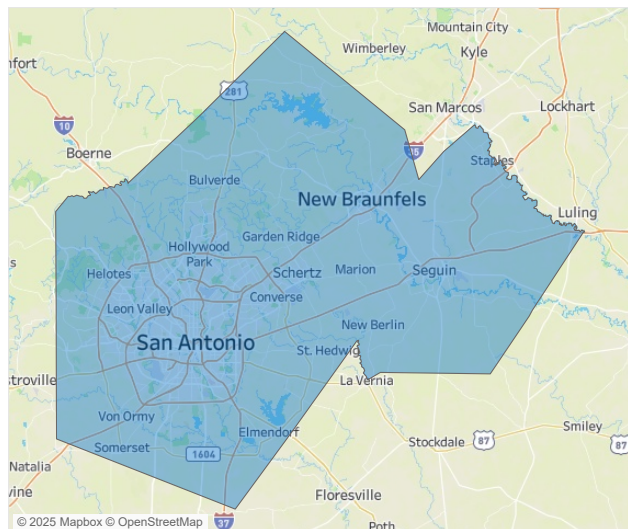 Mountain City
Wimberley
Kyle
nfort
281
San Marcos
Lockhart
10
Boerne
35
Staples
Bulverde
New Braunfels
Luling
Hollywood
Park
Garden Ridge
Helotes
Schertz
Marion
Seguin
Converse
Leon Valley
New Berlin
San Antonio
St. Hedwig
stroville
La Vernia
Von Ormy
Elmendorf
Smiley
Somerset
1604
Stockdale
87
87
Natalia
Floresville
vine
© 2025 Mapbox © OpenStreetMap
37
Poth